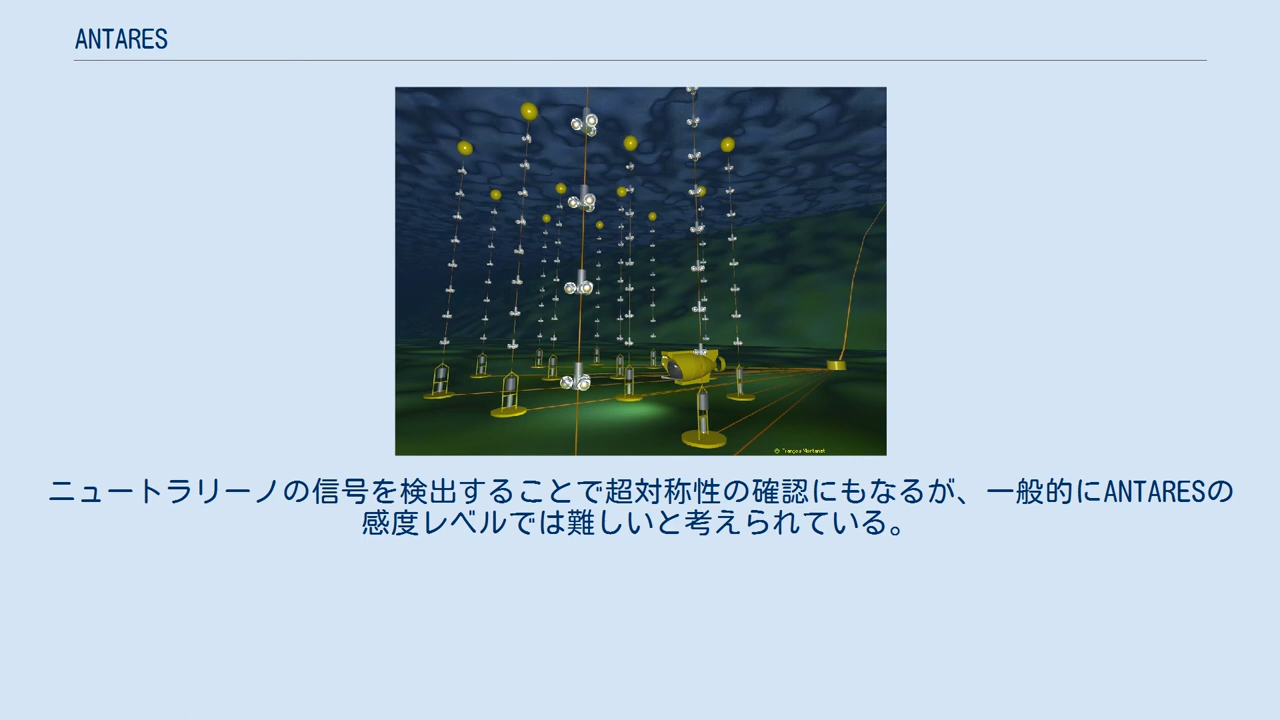 ANTARES
© François Montanet
ニュートラリーノの信号を検出することで超対称性の確認にもなるが、一般的にANTARESの
感度レベルでは難しいと考えられている。